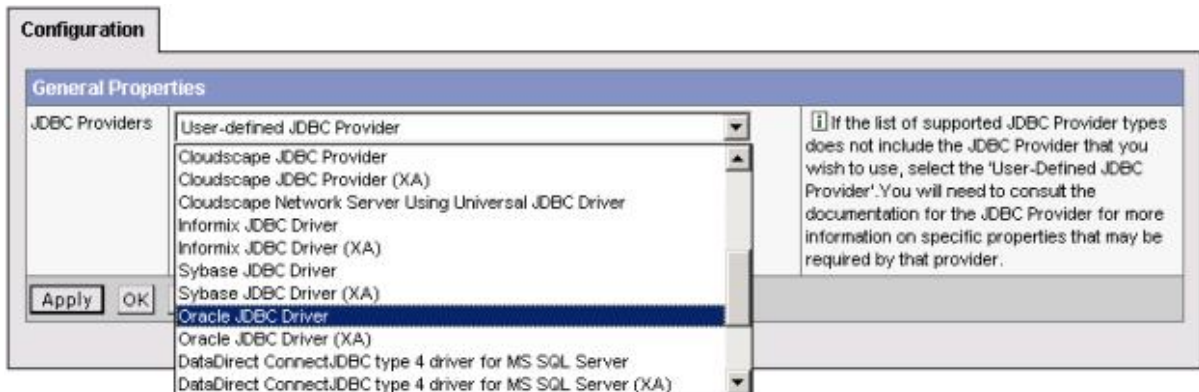 Configuration
General Properties
JDBC Providers
User-defined JDBC Provider
Cloudscape JDBC Provider
Cloudscape JDBC Provider (XA)
Cloudscape Network Server Using Universal JDBC Driver
Informix JDBC Driver
Informix JDBC Driver (XA)
Sybase JDBC Driver
Sybase JDBC Driver (XA)
Oracle JDBC Driver
Oracle JDBC Driver (XA)
DataDirect ConnectJDBC type 4 driver for MS SQL Server
DataDirect ConnectJDBC type 4 driver for MS SQL Server (XA)
i If the list of supported JDBC Provider types
does not include the JDBC Provider that you
wish to use, select the 'User-Defined JDBC
Provider'.You will need to consult the
documentation for the JDBC Provider for more
information on specific properties that may be
required by that provider.
Apply OK